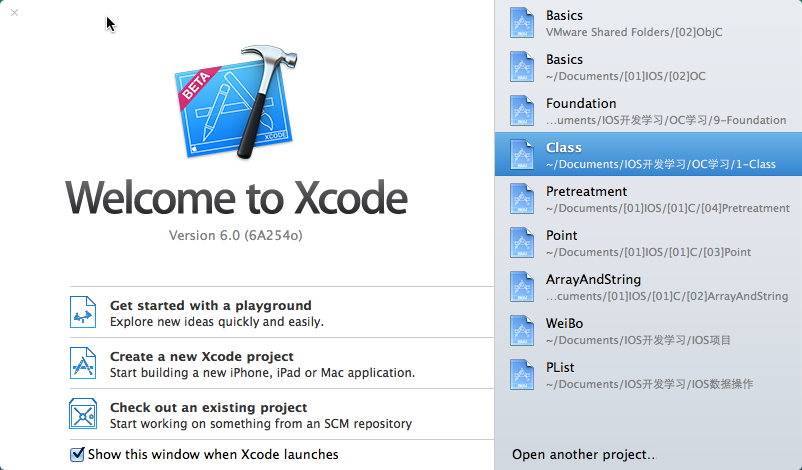 BETA
XCODE
Welcome to Xcode
Version 6.0 (6A254o)
Get started with a playground
Explore new ideas quickly and easily.
Create a new Xcode project
Start building a new iPhone, iPad or Mac application.
Check out an existing project
Start working on something from an SCM repository
Show this window when Xcode launches
Basics
VMware Shared Folders/[02]ObjC
Basics
~/Documents/[01]IOS/[02]OC
Foundation
...uments/IOS开发学习/OC学习/9-Foundation
Class
~/Documents/IOS开发学习/OC学习/1-Class
Pretreatment
~/Documents/[01]IOS/[01]C/[04]Pretreatment
Point
~/Documents/[01]IOS/[01]C/[03]Point
ArrayAndString
...cuments/[01]IOS/[01]C/[02]ArrayAndString
WeiBo
~/Documents/IOS开发学习/IOS项目
PList
~/Documents/IOS开发学习/IOS数据操作
Open another project...